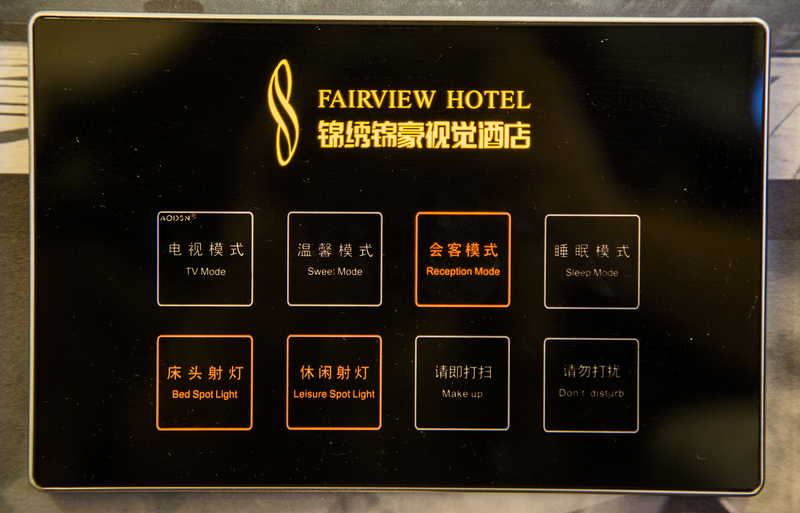 FAIRVIEW HOTEL
锦绣锦豪视觉酒店
AODSN®
电视模式
TV Mode
温馨模式
Sweet Mode
会客模式
Reception Mode
睡眠模式
Sleep Mode
床头射灯
Bed Spot Light
休闲射灯
Leisure Spot Light
请即打扫
Make up
请勿打扰
Don't disturb